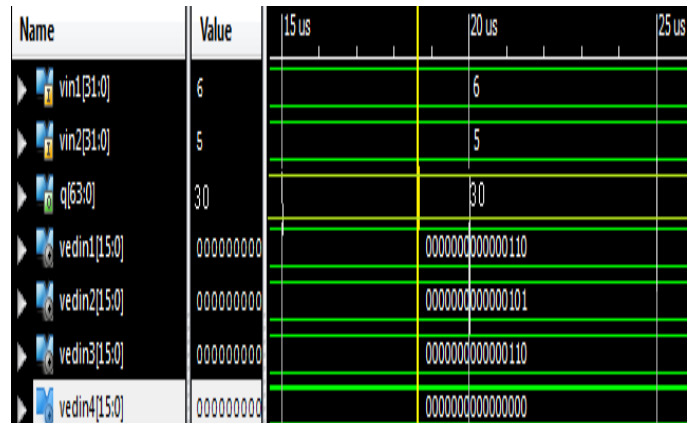 Name Value 15 us 20 us 25 us
vin1[31:0] 6 6
vin2[31:0] 5 5
q[63:0] 30 30
vedin1[15:0] 000000000 0000000000000110
vedin2[15:0] 000000000 0000000000000101
vedin3[15:0] 000000000 0000000000000110
vedin4[15:0] 000000000 0000000000000000